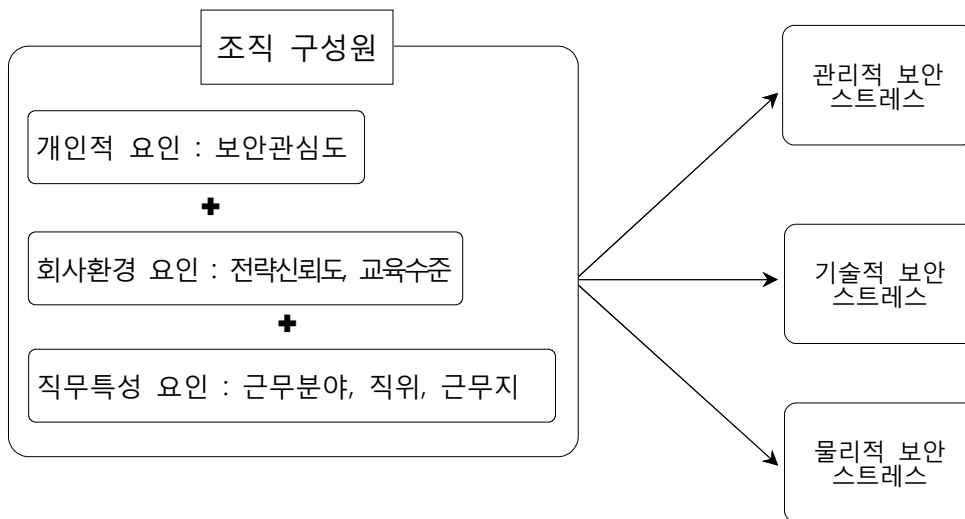 조직 구성원
개인적 요인 : 보안관심도
+
회사환경 요인 : 전략신뢰도, 교육수준
+
직무특성 요인 : 근무분야, 직위, 근무지
관리적 보안
스트레스
기술적 보안
스트레스
물리적 보안
스트레스